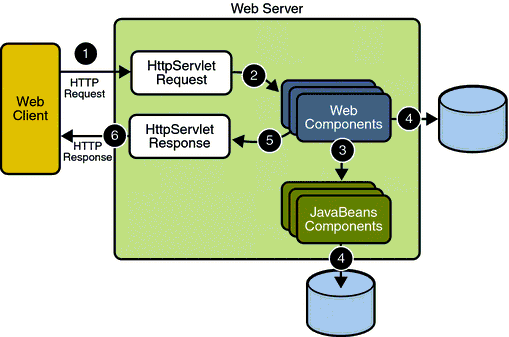 Web Server
1
HttpServlet
Request
2
HTTP
Request
Web
Client
Web
Components
4
6
HTTP
Response
HttpServlet
Response
5
3
JavaBeans
Components
4